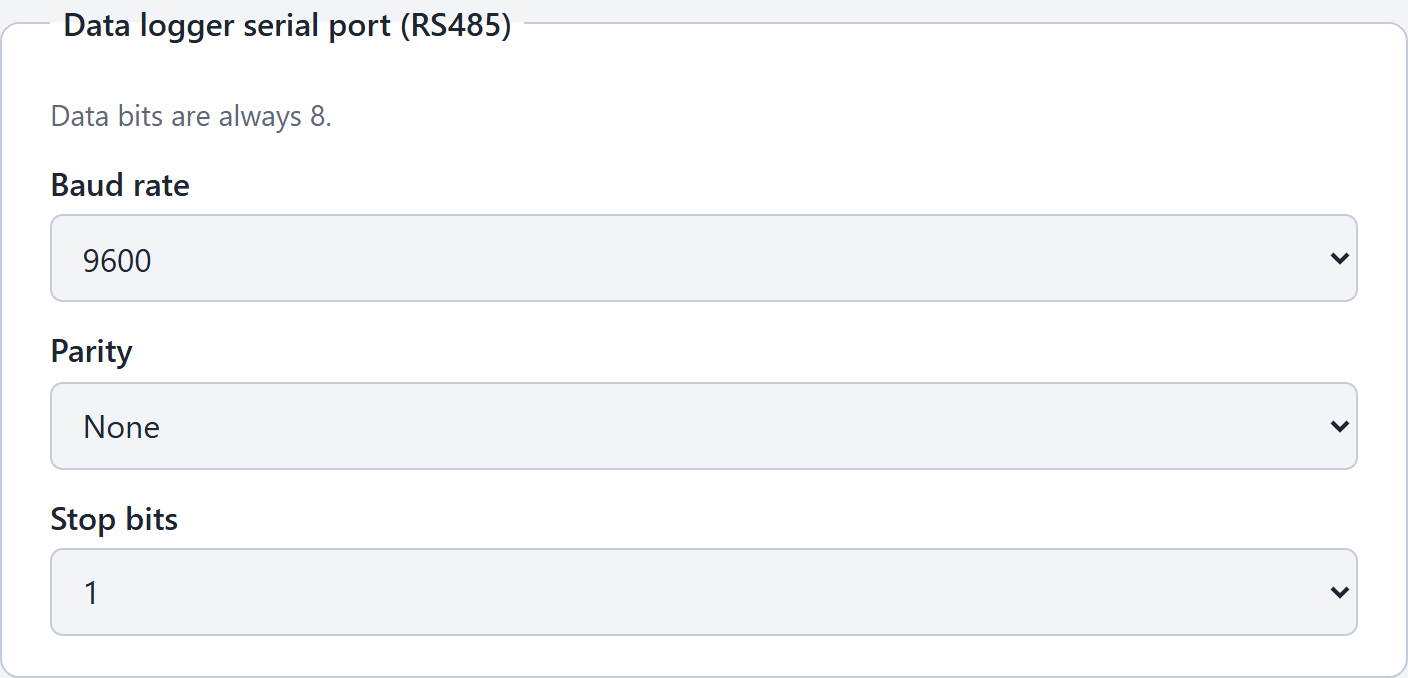 Data logger serial port (RS485)
Data bits are always 8.
Baud rate
9600
Parity
None
Stop bits
1